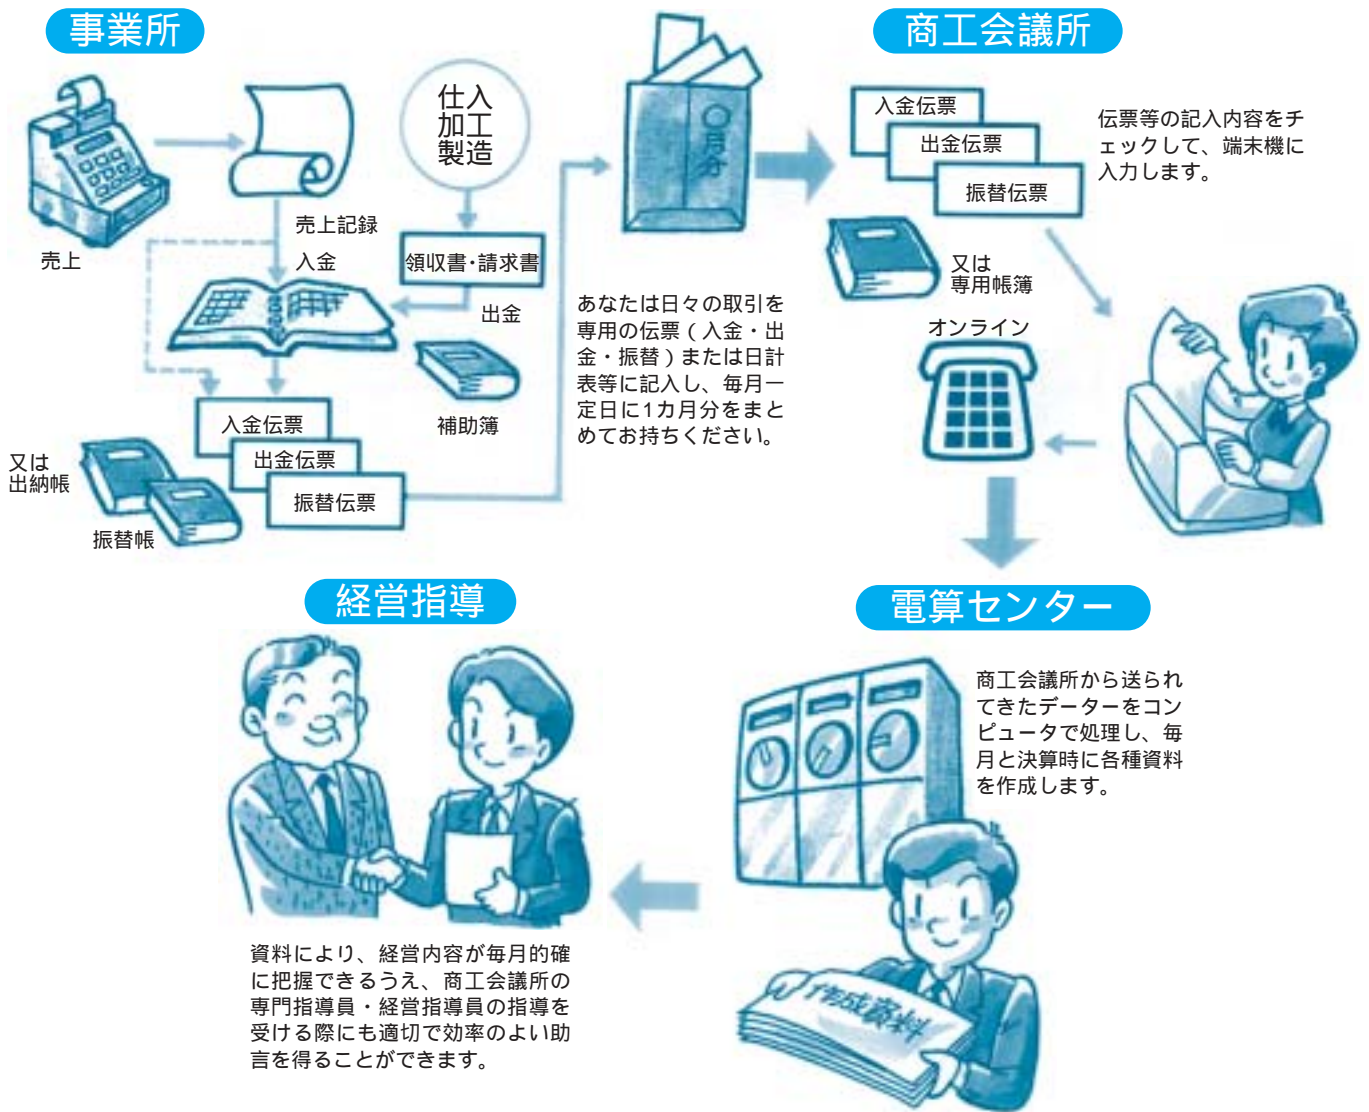 事業所
売上
売上記録
入金
仕入
加工
製造
領収書・請求書
出金
補助簿
入金伝票
出金伝票
振替伝票
又は
出納帳
振替帳
あなたは日々の取引を
専用の伝票（入金・出
金・振替）または日計
表等に記入し、毎月一
定日に1カ月分をまと
めてお持ちください。
○月分
商工会議所
入金伝票
出金伝票
振替伝票
伝票等の記入内容をチ
ェックして、端末機に
入力します。
又は
専用帳簿
オンライン
電算センター
商工会議所から送られ
てきたデーターをコン
ピュータで処理し、毎
月と決算時に各種資料
を作成します。
作成資料
経営指導
資料により、経営内容が毎月的確
に把握できるうえ、商工会議所の
専門指導員・経営指導員の指導を
受ける際にも適切で効率のよい助
言を得ることができます。